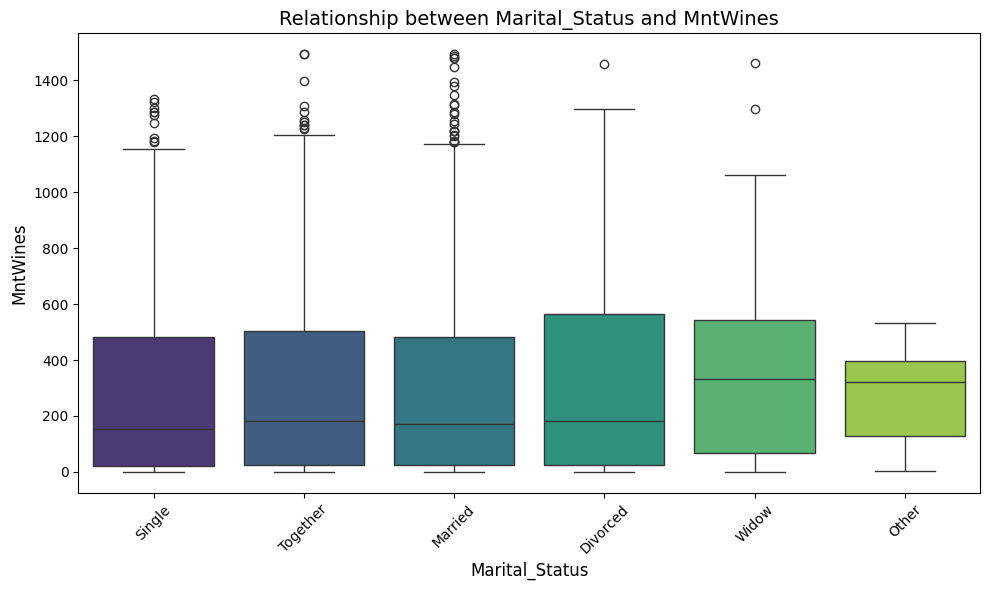 Relationship between Marital_Status and MntWines
MntWines
1400
1200
1000
800
600
400
200
0
Single
Together
Married
Divorced
Widow
Other
Marital_Status